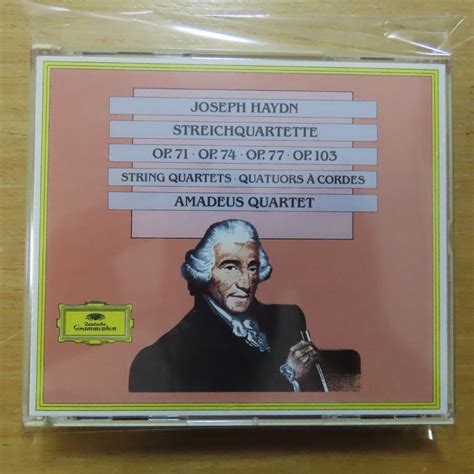 JOSEPH HAYDN
STREICHQUARTETTE
OP. 71 · OP. 74 · OP. 77 · OP. 103
STRING QUARTETS · QUATUORS À CORDES
AMADEUS QUARTET
Deutsche
Grammophon